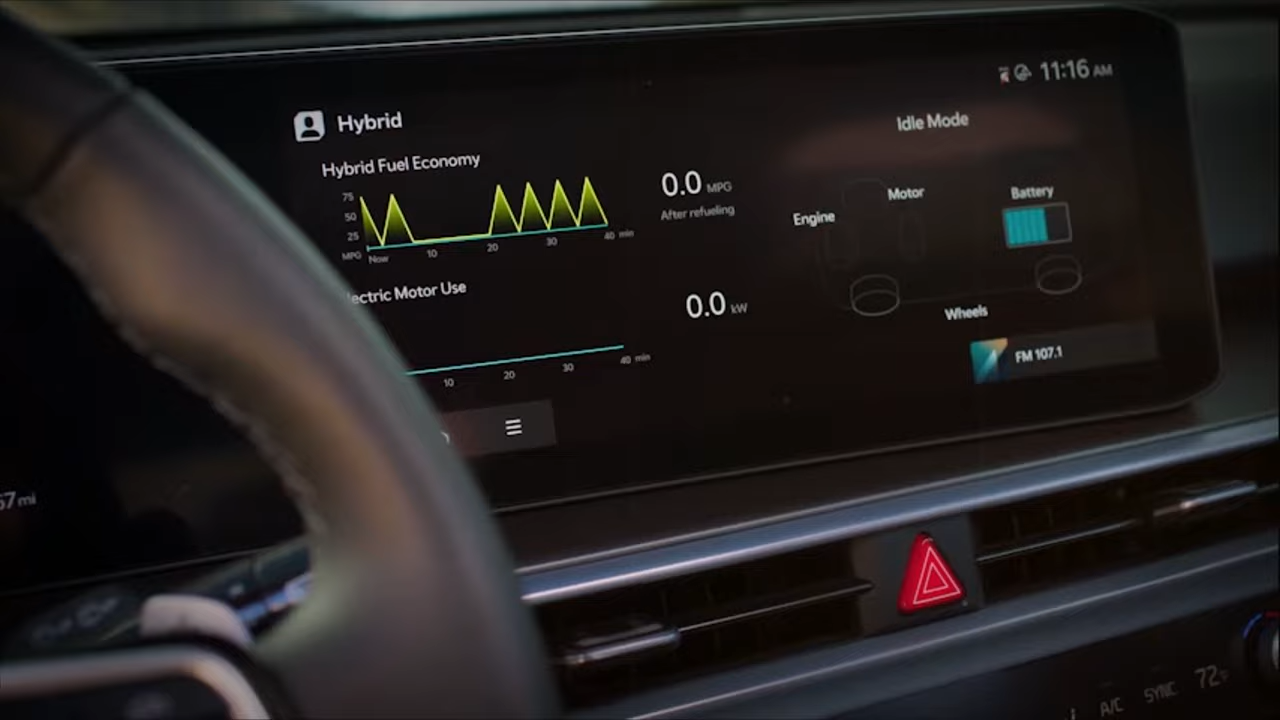 11:16 AM
Hybrid
Idle Mode
Hybrid Fuel Economy
75
50
25
MPG
Now
10
20
30
40 min
0.0 MPG
After refueling
Engine
Motor
Battery
Wheels
ectric Motor Use
0.0 kW
10
20
30
40 min
FM 107.1
67 mi
A/C
SYNC
72°F